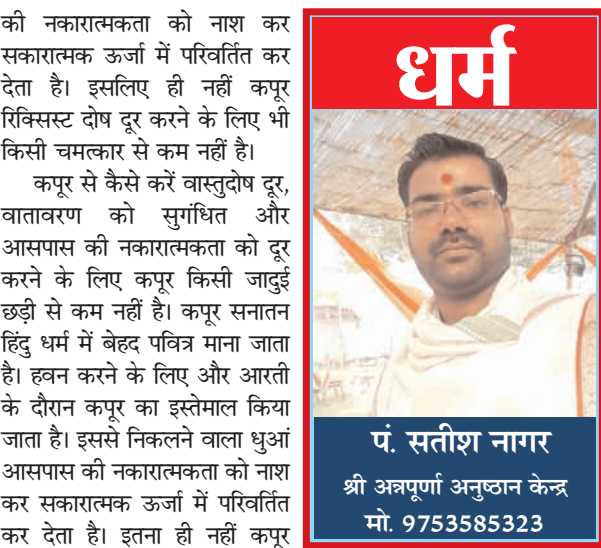 की नकारात्मकता को नाश कर
सकारात्मक ऊर्जा में परिवर्तित कर
देता है। इसलिए ही नहीं कपूर
रिक्सिस्ट दोष दूर करने के लिए भी
किसी चमत्कार से कम नहीं है।
कपूर से कैसे करें वास्तुदोष दूर,
वातावरण को सुगंधित और
आसपास की नकारात्मकता को दूर
करने के लिए कपूर किसी जादुई
छड़ी से कम नहीं है। कपूर सनातन
हिंदु धर्म में बेहद पवित्र माना जाता
है। हवन करने के लिए और आरती
के दौरान कपूर का इस्तेमाल किया
जाता है। इससे निकलने वाला धुआं
आसपास की नकारात्मकता को नाश
कर सकारात्मक ऊर्जा में परिवर्तित
कर देता है। इतना ही नहीं कपूर
धर्म
पं. सतीश नागर
श्री अन्नपूर्णा अनुष्ठान केन्द्र
मो. 9753585323